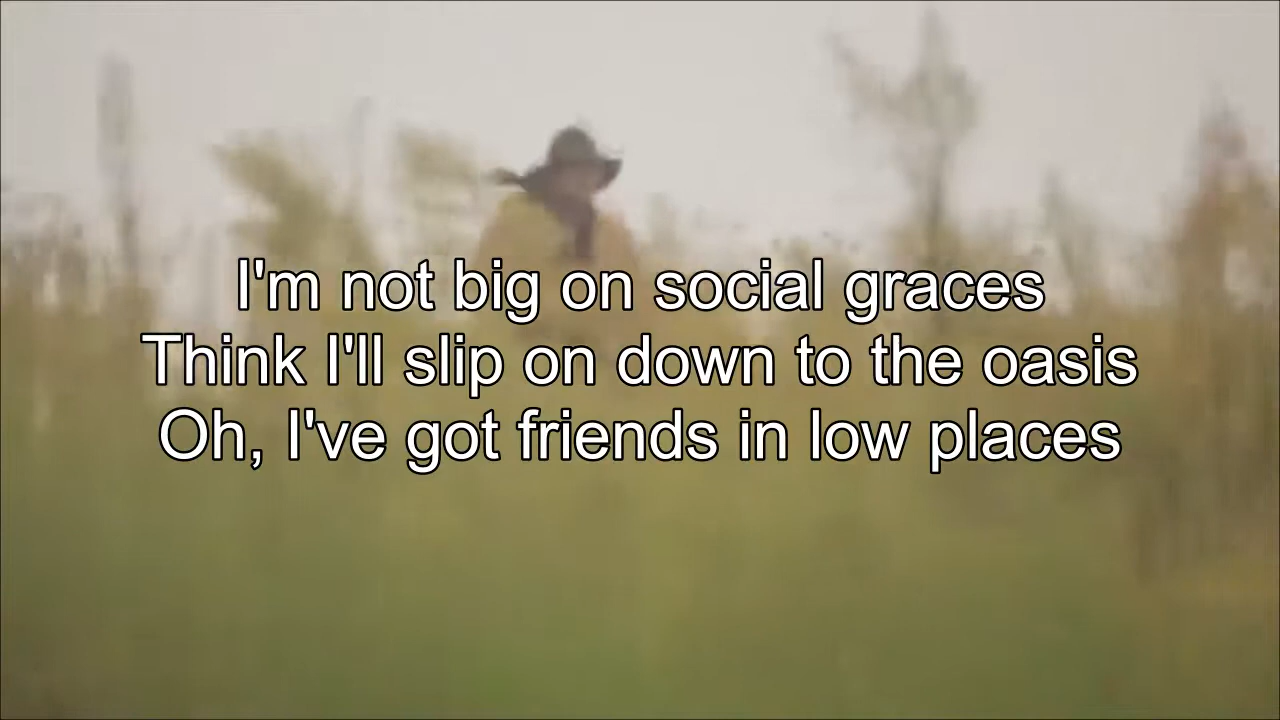 I'm not big on social graces
Think I'll slip on down to the oasis
Oh, I've got friends in low places